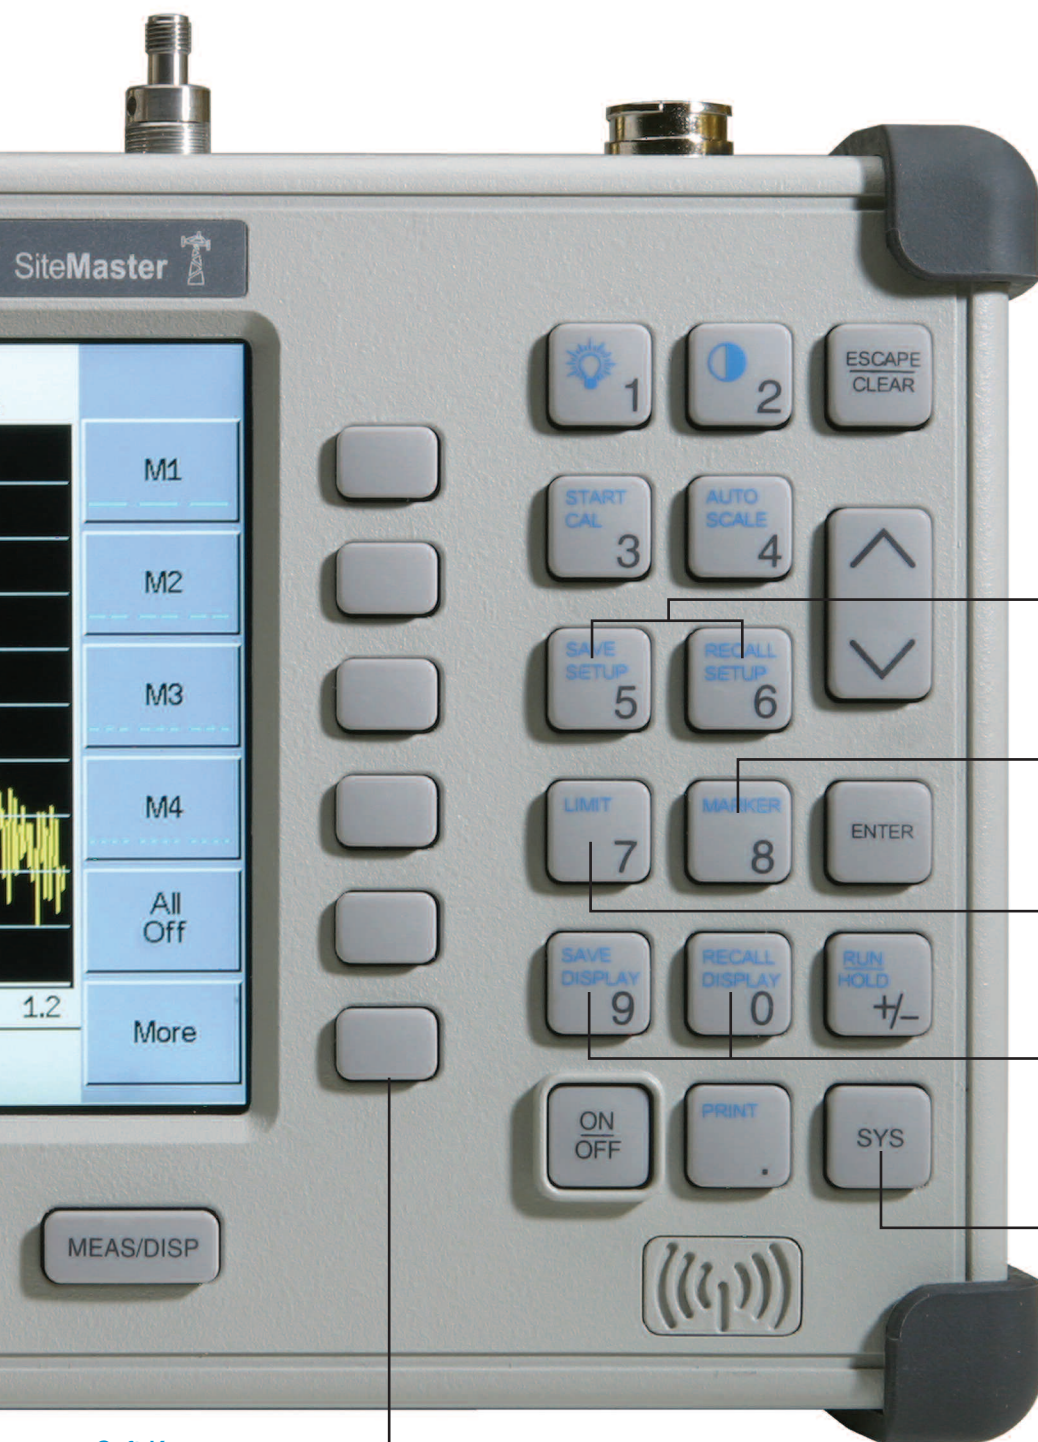 SiteMaster
1
2
ESCAPE
CLEAR
M1
M2
M3
M4
All
Off
More
1.2
START
CAL
3
AUTO
SCALE
4
SAVE
SETUP
5
RECALL
SETUP
6
LIMIT
7
MARKER
8
ENTER
SAVE
DISPLAY
9
RECALL
DISPLAY
0
RUN
HOLD
+/-
ON
OFF
PRINT
.
SYS
MEAS/DISP